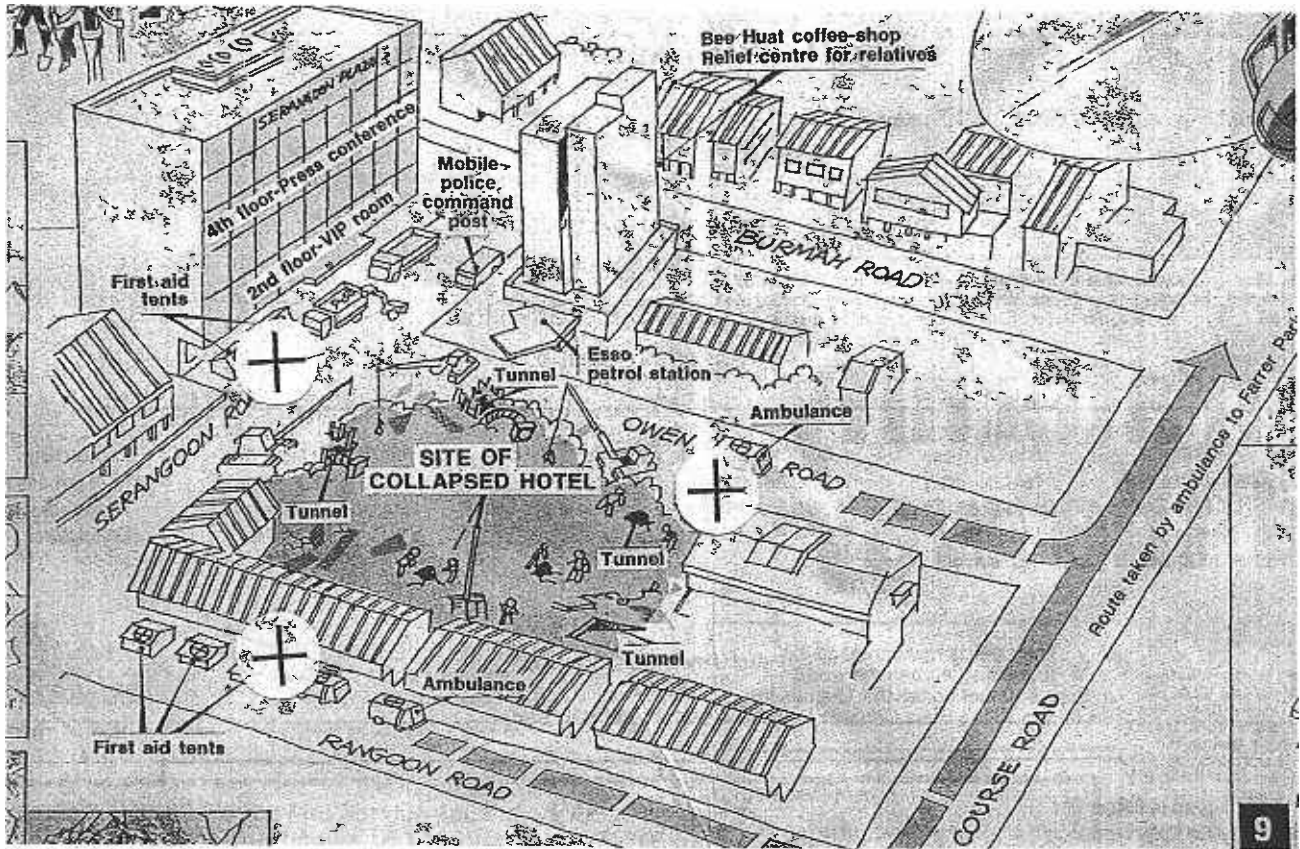 Bee Huat coffee-shop
Relief centre for relatives
SERANGOON PLAZA
4th floor-Press conference
2nd floor-VIP room
Mobile
police
command
post
First aid
tents
BURMAH ROAD
Esso
petrol station
Tunnel
Ambulance
OWEN ROAD
SERANGOON
SITE OF
COLLAPSED HOTEL
Tunnel
Tunnel
Tunnel
Route taken by ambulance to Farrer Park
Ambulance
First aid tents
RANGOON ROAD
COURSE ROAD
9